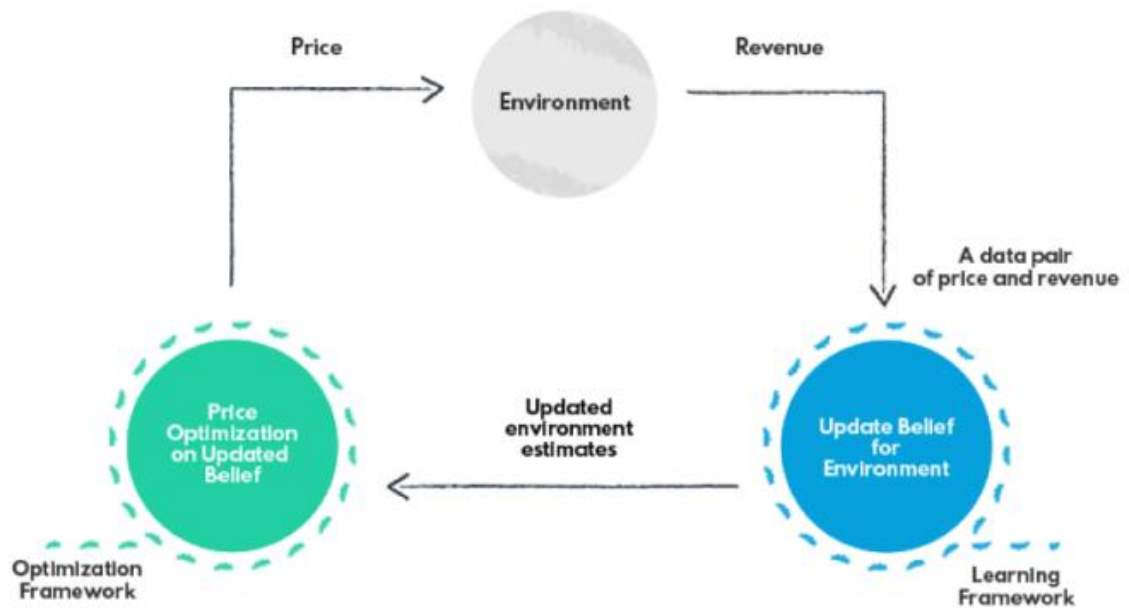 Price
Revenue
Environment
A data pair
of price and revenue
Price
Optimization
on Updated
Belief
Updated
environment
estimates
Update Belief
for
Environment
Optimization
Framework
Learning
Framework